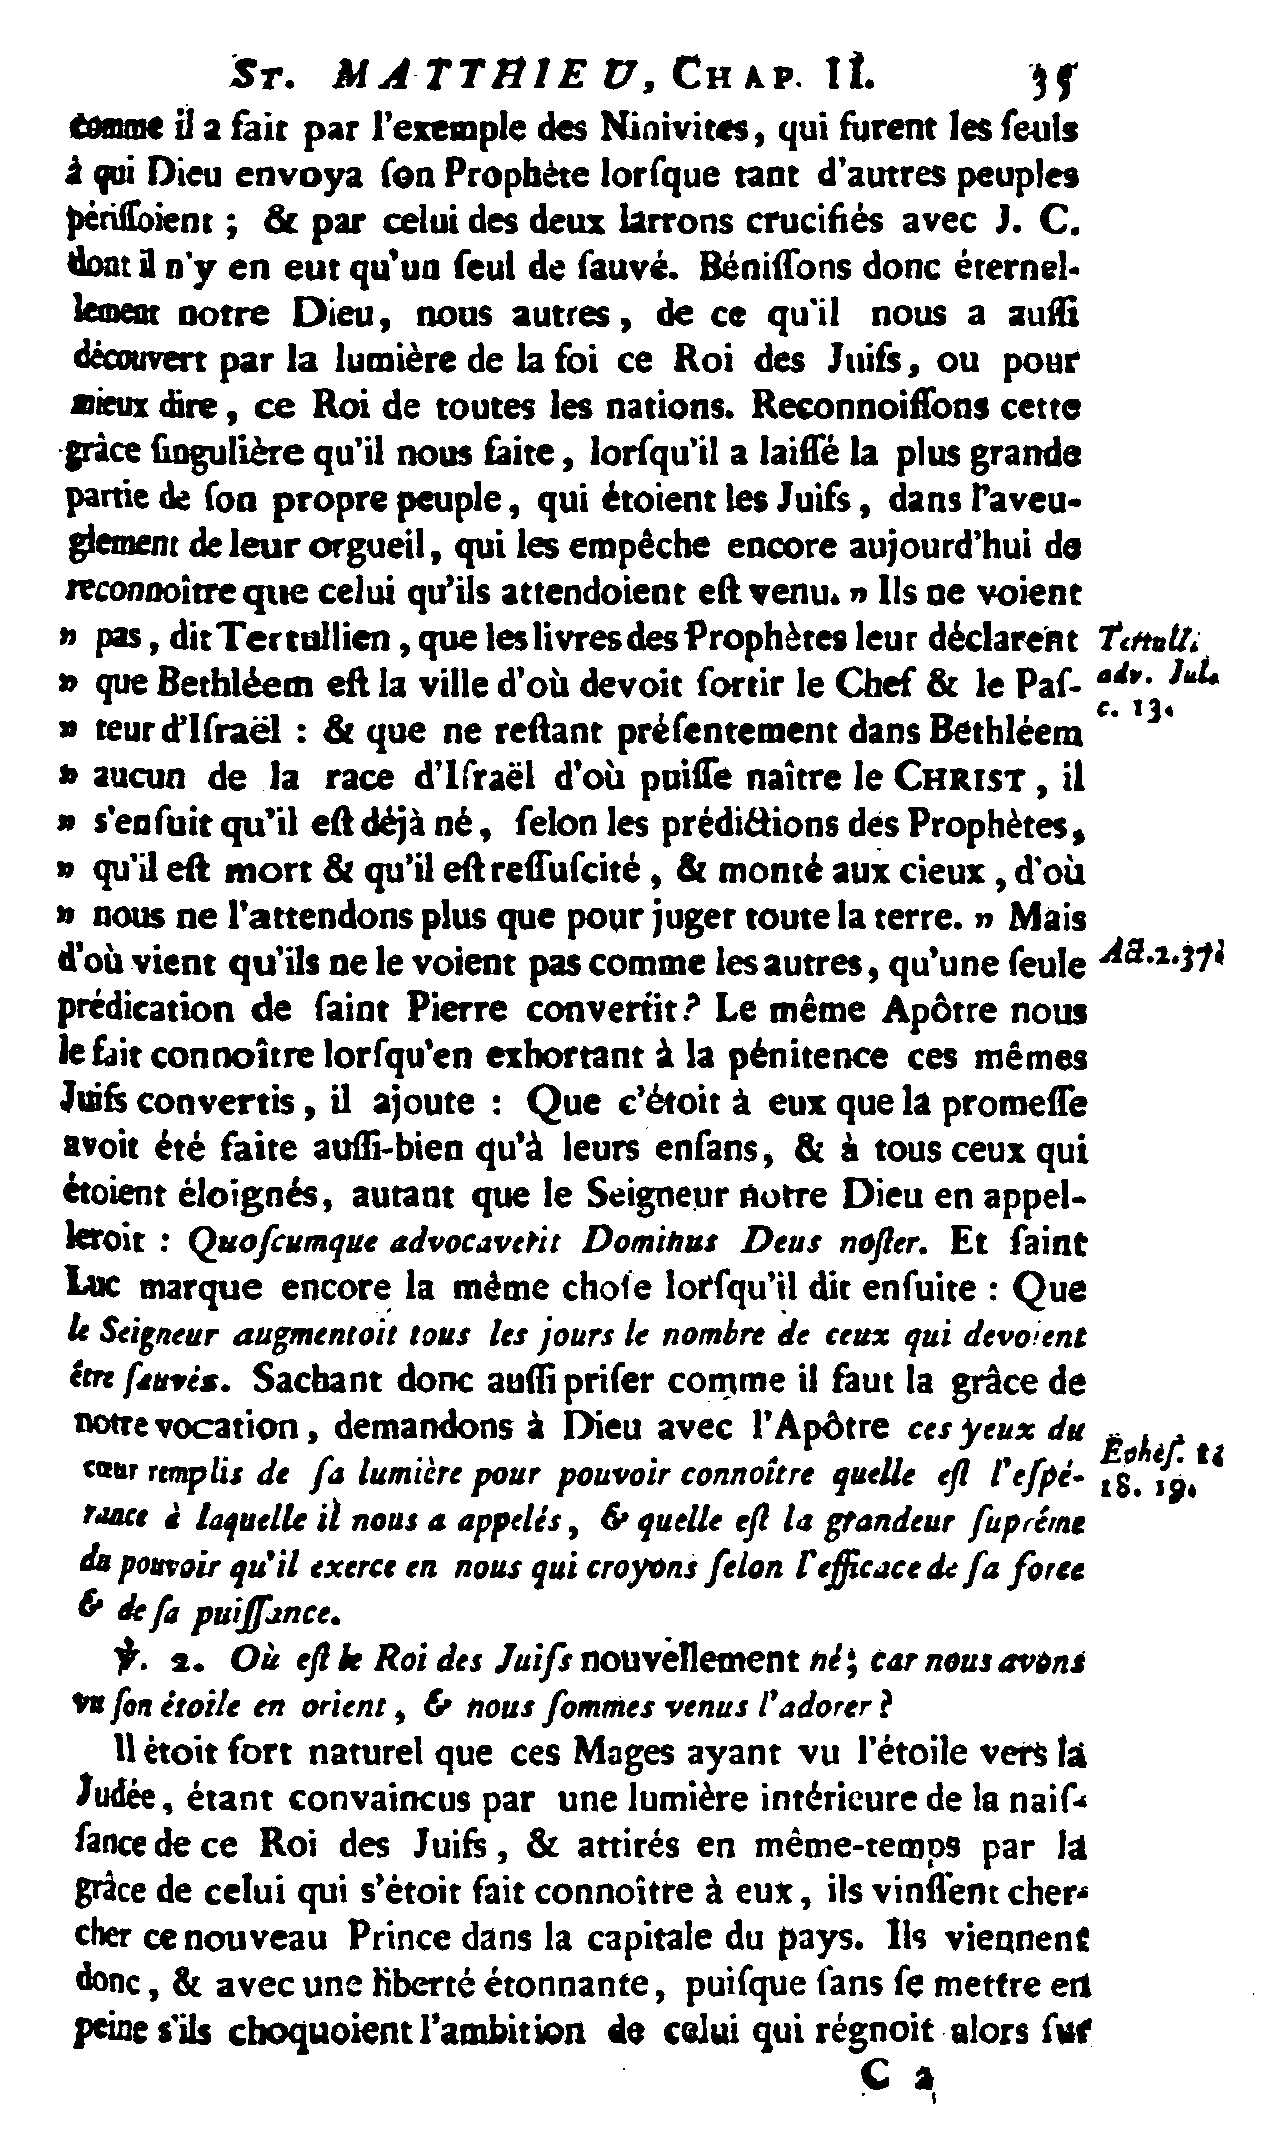 St. MATTHIEU, Chap. II. 35
comme il a fait par l'exemple des Ninivites, qui furent les ſeuls
à qui Dieu envoya ſon Prophète lorſque tant d'autres peuples
périſſoient ; & par celui des deux larrons crucifiés avec J. C.
dont il n'y en eut qu'un ſeul de ſauvé. Béniſſons donc éternel-
lement notre Dieu, nous autres, de ce qu'il nous a auſſi
découvert par la lumière de la foi ce Roi des Juifs, ou pour
mieux dire, ce Roi de toutes les nations. Reconnoiſſons cette
grâce ſingulière qu'il nous faite, lorſqu'il a laiſſé la plus grande
partie de ſon propre peuple, qui étoient les Juifs, dans l'aveu-
glement de leur orgueil, qui les empêche encore aujourd'hui de
reconnoître que celui qu'ils attendoient eſt venu. » Ils ne voient
» pas, dit Tertullien, que les livres des Prophètes leur déclarent
Tertulli.
» que Bethléem eſt la ville d'où devoit ſortir le Chef & le Paſ-
adv. Jul.
» teur d'Iſraël : & que ne reſtant préſentement dans Bethléem
c. 13.
» aucun de la race d'Iſraël d'où puiſſe naître le CHRIST, il
» s'enſuit qu'il eſt déjà né, ſelon les prédictions des Prophètes,
» qu'il eſt mort & qu'il eſt reſſuſcité, & monté aux cieux, d'où
» nous ne l'attendons plus que pour juger toute la terre. » Mais
d'où vient qu'ils ne le voient pas comme les autres, qu'une ſeule
Act. 2. 37.
prédication de ſaint Pierre convertit ? Le même Apôtre nous
le fait connoître lorſqu'en exhortant à la pénitence ces mêmes
Juifs convertis, il ajoute : Que c'étoit à eux que la promeſſe
avoit été faite auſſi-bien qu'à leurs enfans, & à tous ceux qui
étoient éloignés, autant que le Seigneur notre Dieu en appel-
leroit : Quoſcumque advocaverit Dominus Deus noſter. Et ſaint
Luc marque encore la même choſe lorſqu'il dit enſuite : Que
le Seigneur augmentoit tous les jours le nombre de ceux qui devoient
être ſauvés. Sachant donc auſſi priſer comme il faut la grâce de
notre vocation, demandons à Dieu avec l'Apôtre ces yeux du
cœur remplis de ſa lumière pour pouvoir connoître quelle eſt l'eſpé-
Ephéſ. 1.
rance à laquelle il nous a appelés, & quelle eſt la grandeur ſuprême
18. 19.
du pouvoir qu'il exerce en nous qui croyons ſelon l'efficace de ſa force
& de ſa puiſſance.
℣. 2. Où eſt le Roi des Juifs nouvellement né ; car nous avons
vu ſon étoile en orient, & nous ſommes venus l'adorer ?
Il étoit fort naturel que ces Mages ayant vu l'étoile vers la
Judée, étant convaincus par une lumière intérieure de la naiſ-
ſance de ce Roi des Juifs, & attirés en même-temps par la
grâce de celui qui s'étoit fait connoître à eux, ils vinſſent cher-
cher ce nouveau Prince dans la capitale du pays. Ils viennent
donc, & avec une liberté étonnante, puiſque ſans ſe mettre en
peine s'ils choquoient l'ambition de celui qui régnoit alors ſur
C 2